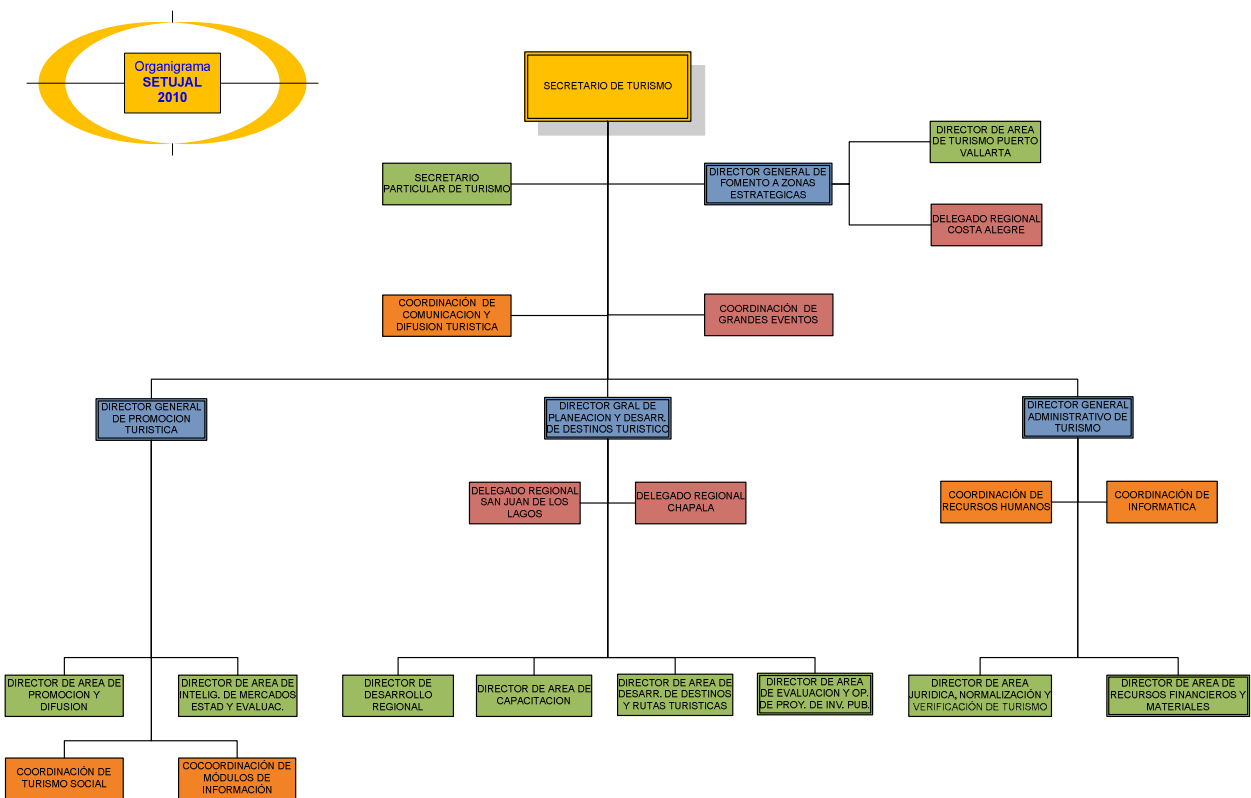 Organigrama
SETUJAL
2010
SECRETARIO DE TURISMO
DIRECTOR DE AREA
DE TURISMO PUERTO
VALLARTA
SECRETARIO
PARTICULAR DE TURISMO
DIRECTOR GENERAL DE
FOMENTO A ZONAS
ESTRATEGICAS
DELEGADO REGIONAL
COSTA ALEGRE
COORDINACIÓN DE
COMUNICACION Y
DIFUSION TURISTICA
COORDINACIÓN DE
GRANDES EVENTOS
DIRECTOR GENERAL
DE PROMOCION
TURISTICA
DIRECTOR GRAL DE
PLANEACION Y DESARR.
DE DESTINOS TURISTICO
DIRECTOR GENERAL
ADMINISTRATIVO DE
TURISMO
DELEGADO REGIONAL
SAN JUAN DE LOS
LAGOS
DELEGADO REGIONAL
CHAPALA
COORDINACIÓN DE
RECURSOS HUMANOS
COORDINACIÓN DE
INFORMATICA
DIRECTOR DE AREA DE
PROMOCION Y
DIFUSION
DIRECTOR DE AREA DE
INTELIG. DE MERCADOS
ESTAD Y EVALUAC.
DIRECTOR DE
DESARROLLO
REGIONAL
DIRECTOR DE AREA DE
CAPACITACION
DIRECTOR DE AREA DE
DESARR. DE DESTINOS
Y RUTAS TURISTICAS
DIRECTOR DE AREA
DE EVALUACION Y OP.
DE PROY. DE INV. PUB.
DIRECTOR DE AREA
JURIDICA, NORMALIZACIÓN Y
VERIFICACIÓN DE TURISMO
DIRECTOR DE AREA DE
RECURSOS FINANCIEROS Y
MATERIALES
COORDINACIÓN DE
TURISMO SOCIAL
COCOORDINACIÓN DE
MÓDULOS DE
INFORMACIÓN